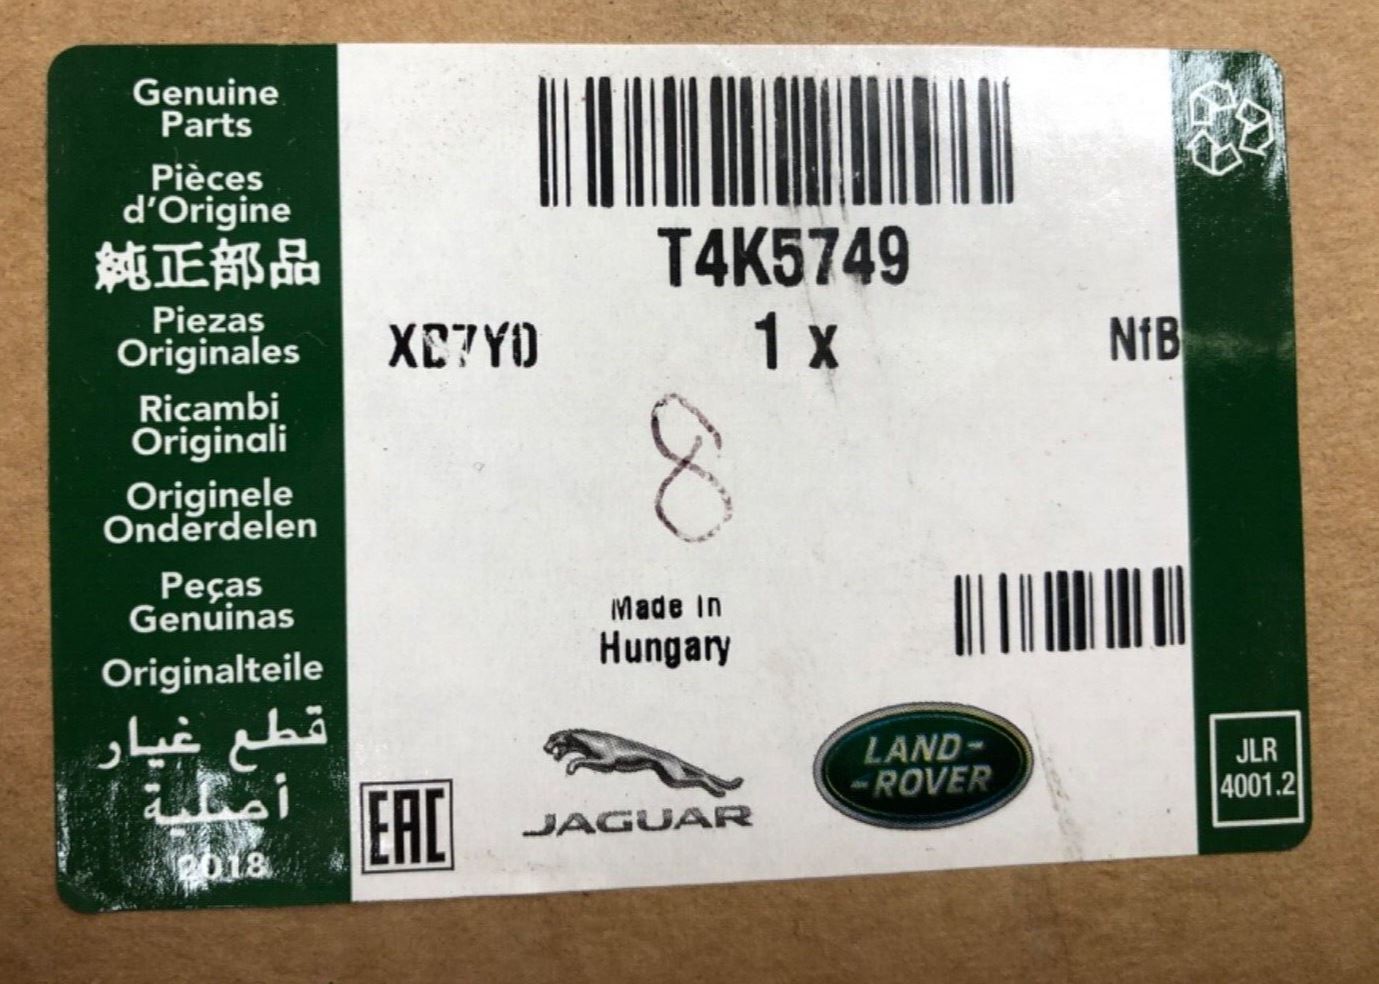 Genuine
Parts
Pièces
d'Origine
純正部品
Piezas
Originales
Ricambi
Originali
Originele
Onderdelen
Peças
Genuinas
Originalteile
قطع غيار
أصلية
2018
T4K5749
1 x
NfB
8
Made In
Hungary
EAC
JAGUAR
LAND-
-ROVER
JLR
4001.2